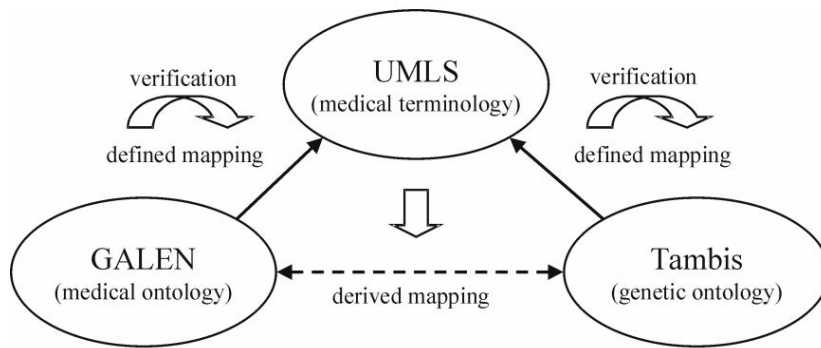 UMLS
(medical terminology)
verification
defined mapping
verification
defined mapping
GALEN
(medical ontology)
derived mapping
Tambis
(genetic ontology)